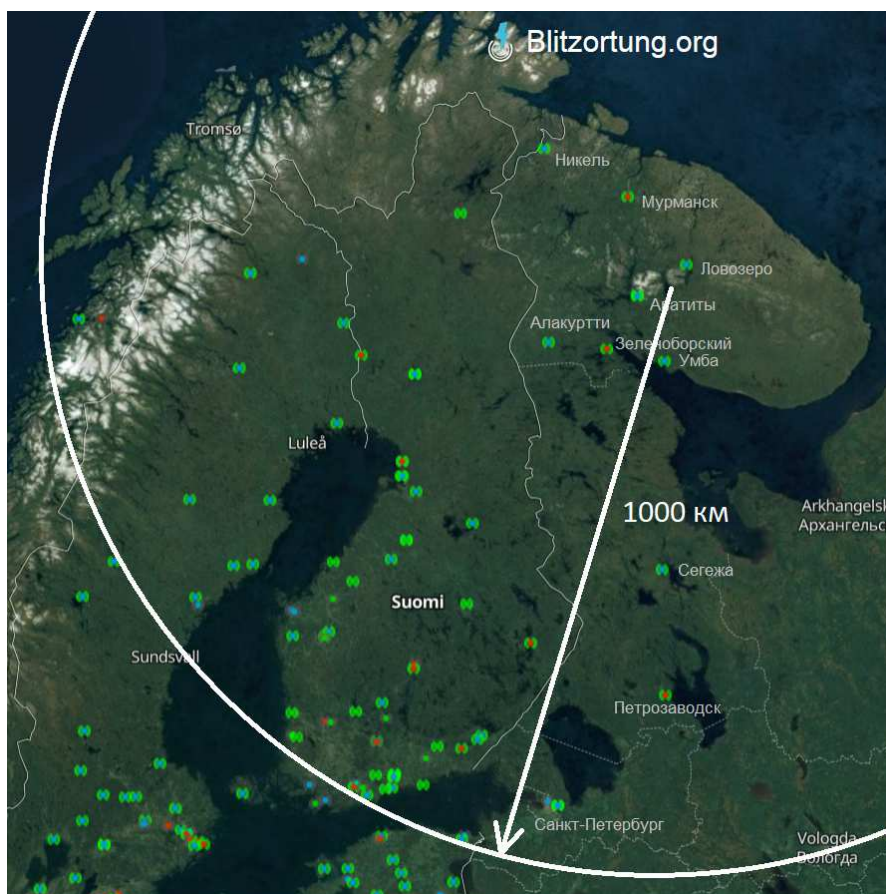 Blitzortung.org
Tromsø
Никель
Мурманск
Ловозеро
Апатиты
Алакуртти
Зеленоборский
Умба
Luleå
1000 км
Arkhangelsk
Архангельс
Сегежа
Suomi
Sundsvall
Петрозаводск
Санкт-Петербург
Vologda
Вологда